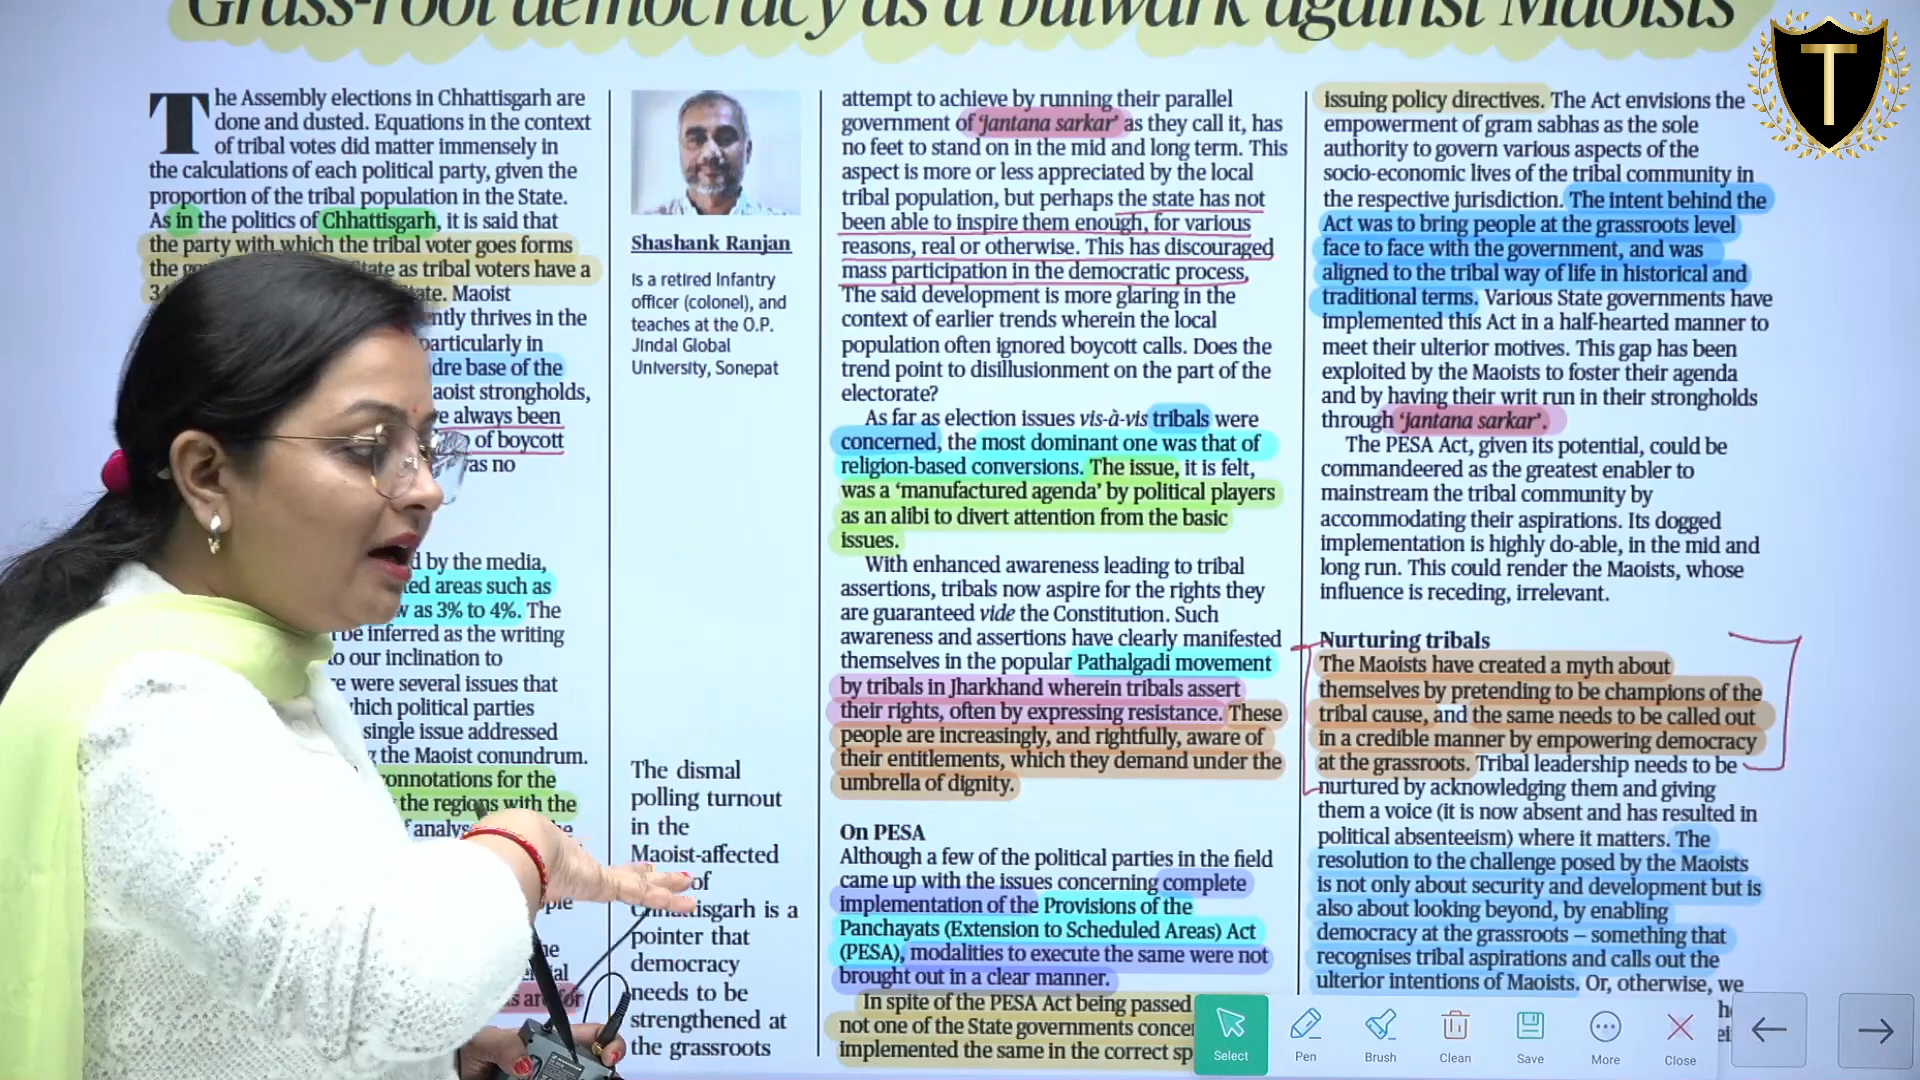 Grass-root democracy as a bulwark against Maoists
T
The Assembly elections in Chhattisgarh are
done and dusted. Equations in the context
of tribal votes did matter immensely in
the calculations of each political party, given the
proportion of the tribal population in the State.
As in the politics of Chhattisgarh, it is said that
the party with which the tribal voter goes forms
the State as tribal voters have a
Maoist
thrives in the
particularly in
base of the
strongholds,
always been
of boycott
no
by the media,
areas such as
as 3% to 4%. The
be inferred as the writing
to our inclination to
were several issues that
which political parties
single issue addressed
the Maoist conundrum.
connotations for the
the regions with the
Shashank Ranjan
Is a retired Infantry
officer (colonel), and
teaches at the O.P.
Jindal Global
University, Sonepat
The dismal
polling turnout
in the
Maoist-affected
of
Chhattisgarh is a
pointer that
democracy
needs to be
strengthened at
the grassroots
attempt to achieve by running their parallel
government of ‘jantana sarkar’ as they call it, has
no feet to stand on in the mid and long term. This
aspect is more or less appreciated by the local
tribal population, but perhaps the state has not
been able to inspire them enough, for various
reasons, real or otherwise. This has discouraged
mass participation in the democratic process,
The said development is more glaring in the
context of earlier trends wherein the local
population often ignored boycott calls. Does the
trend point to disillusionment on the part of the
electorate?
As far as election issues vis-à-vis tribals were
concerned, the most dominant one was that of
religion-based conversions. The issue, it is felt,
was a ‘manufactured agenda’ by political players
as an alibi to divert attention from the basic
issues.
With enhanced awareness leading to tribal
assertions, tribals now aspire for the rights they
are guaranteed vide the Constitution. Such
awareness and assertions have clearly manifested
themselves in the popular Pathalgadi movement
by tribals in Jharkhand wherein tribals assert
their rights, often by expressing resistance. These
people are increasingly, and rightfully, aware of
their entitlements, which they demand under the
umbrella of dignity.
On PESA
Although a few of the political parties in the field
came up with the issues concerning complete
implementation of the Provisions of the
Panchayats (Extension to Scheduled Areas) Act
(PESA), modalities to execute the same were not
brought out in a clear manner.
In spite of the PESA Act being passed
not one of the State governments
implemented the same in the correct
issuing policy directives. The Act envisions the
empowerment of gram sabhas as the sole
authority to govern various aspects of the
socio-economic lives of the tribal community in
the respective jurisdiction. The intent behind the
Act was to bring people at the grassroots level
face to face with the government, and was
aligned to the tribal way of life in historical and
traditional terms. Various State governments have
implemented this Act in a half-hearted manner to
meet their ulterior motives. This gap has been
exploited by the Maoists to foster their agenda
and by having their writ run in their strongholds
through ‘jantana sarkar’.
The PESA Act, given its potential, could be
commandeered as the greatest enabler to
mainstream the tribal community by
accommodating their aspirations. Its dogged
implementation is highly do-able, in the mid and
long run. This could render the Maoists, whose
influence is receding, irrelevant.
Nurturing tribals
The Maoists have created a myth about
themselves by pretending to be champions of the
tribal cause, and the same needs to be called out
in a credible manner by empowering democracy
at the grassroots. Tribal leadership needs to be
nurtured by acknowledging them and giving
them a voice (it is now absent and has resulted in
political absenteeism) where it matters. The
resolution to the challenge posed by the Maoists
is not only about security and development but is
also about looking beyond, by enabling
democracy at the grassroots – something that
recognises tribal aspirations and calls out the
ulterior intentions of Maoists. Or, otherwise, we
Select
Pen
Brush
Clean
Save
More
Close